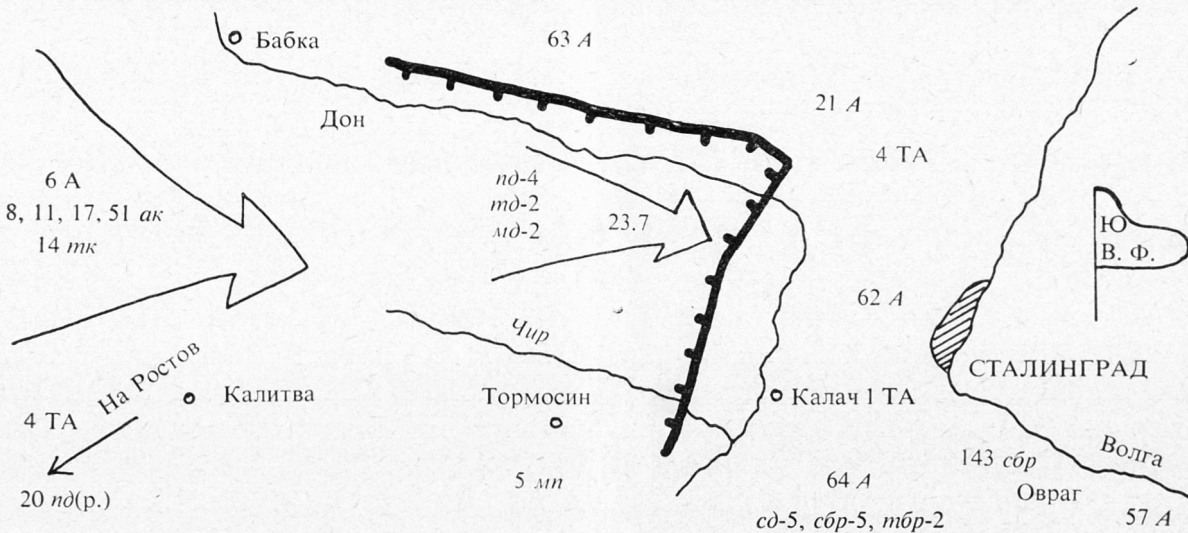 Бабка
63 А
Дон
21 А
4 ТА
6 А
8, 11, 17, 51 ак
14 тк
пд-4
тд-2
мд-2
23.7
Ю
В. Ф.
62 А
Чир
СТАЛИНГРАД
На Ростов
Калитва
Тормосин
Калач 1 ТА
4 ТА
20 пд(р.)
5 мп
64 А
сд-5, сбр-5, тбр-2
143 сбр
Волга
Овраг
57 А